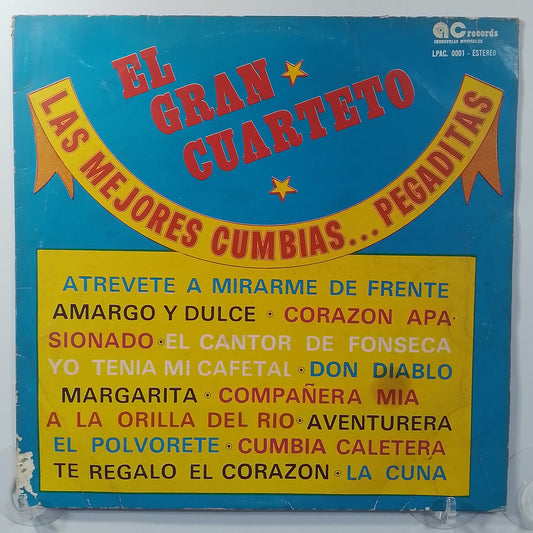 ac records
INDUSTRIAS MUSICALES
LPAC. 0001 - ESTEREO
EL
GRAN
CUARTETO
LAS MEJORES CUMBIAS... PEGADITAS
ATREVETE A MIRARME DE FRENTE
AMARGO Y DULCE • CORAZON APA-
SIONADO • EL CANTOR DE FONSECA
YO TENIA MI CAFETAL • DON DIABLO
MARGARITA • COMPAÑERA MIA
A LA ORILLA DEL RIO • AVENTURERA
EL POLVORETE • CUMBIA CALETERA
TE REGALO EL CORAZON • LA CUNA